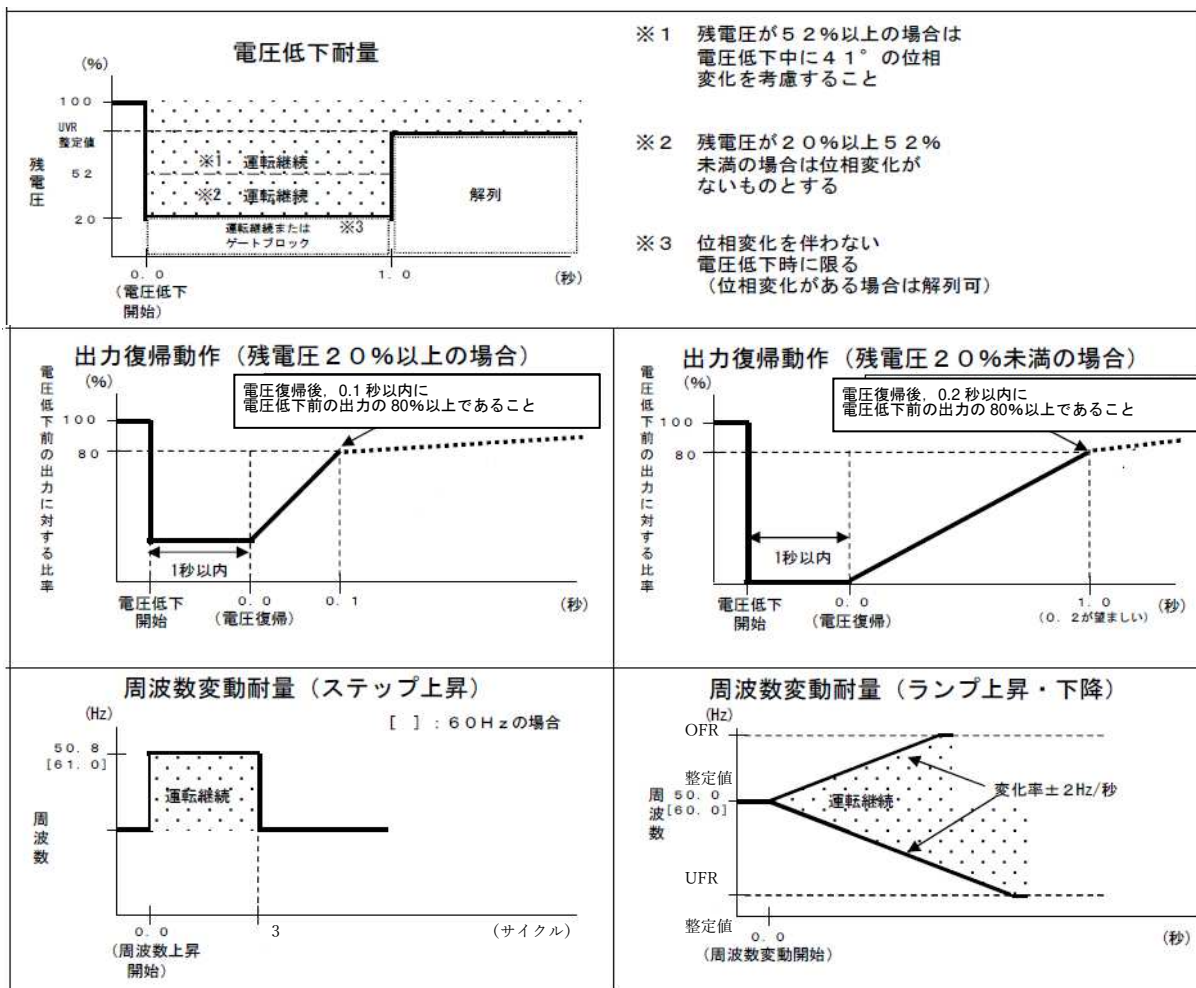 電圧低下耐量
(%)
100
UVR
整定値
残電圧
52
20
※1 運転継続
※2 運転継続
運転継続または ※3
ゲートブロック
解列
0.0
(電圧低下
開始)
1.0
(秒)
※1 残電圧が52%以上の場合は
電圧低下中に41°の位相
変化を考慮すること
※2 残電圧が20%以上52%
未満の場合は位相変化が
ないものとする
※3 位相変化を伴わない
電圧低下時に限る
(位相変化がある場合は解列可)
出力復帰動作(残電圧20%以上の場合)
電圧低下前の出力に対する比率
(%)
電圧復帰後,0.1秒以内に
電圧低下前の出力の80%以上であること
100
80
1秒以内
電圧低下
開始
0.0
(電圧復帰)
0.1
(秒)
出力復帰動作(残電圧20%未満の場合)
電圧低下前の出力に対する比率
(%)
電圧復帰後,0.2秒以内に
電圧低下前の出力の80%以上であること
100
80
1秒以内
電圧低下
開始
0.0
(電圧復帰)
1.0
(0.2が望ましい)
(秒)
周波数変動耐量(ステップ上昇)
(Hz)
[ ]:60Hzの場合
50.8
[61.0]
運転継続
周波数
0.0
(周波数上昇
開始)
3
(サイクル)
周波数変動耐量(ランプ上昇・下降)
(Hz)
OFR
整定値
50.0
[60.0]
周波数
運転継続
変化率±2Hz/秒
UFR
整定値
0.0
(周波数変動開始)
(秒)